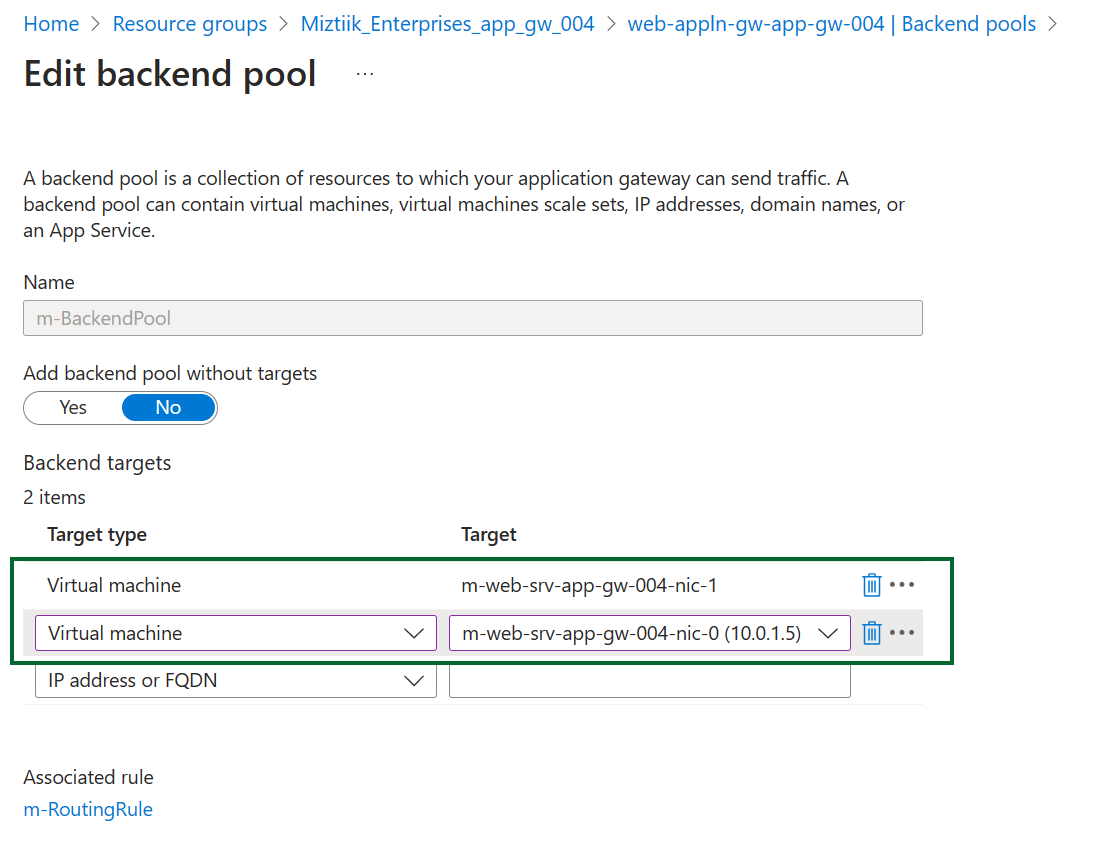 Home > Resource groups > Miztiik_Enterprises_app_gw_004 > web-appln-gw-app-gw-004 | Backend pools >
Edit backend pool ...
A backend pool is a collection of resources to which your application gateway can send traffic. A
backend pool can contain virtual machines, virtual machines scale sets, IP addresses, domain names, or
an App Service.
Name
m-BackendPool
Add backend pool without targets
Yes No
Backend targets
2 items
Target type Target
Virtual machine m-web-srv-app-gw-004-nic-1
Virtual machine m-web-srv-app-gw-004-nic-0 (10.0.1.5)
IP address or FQDN
Associated rule
m-RoutingRule